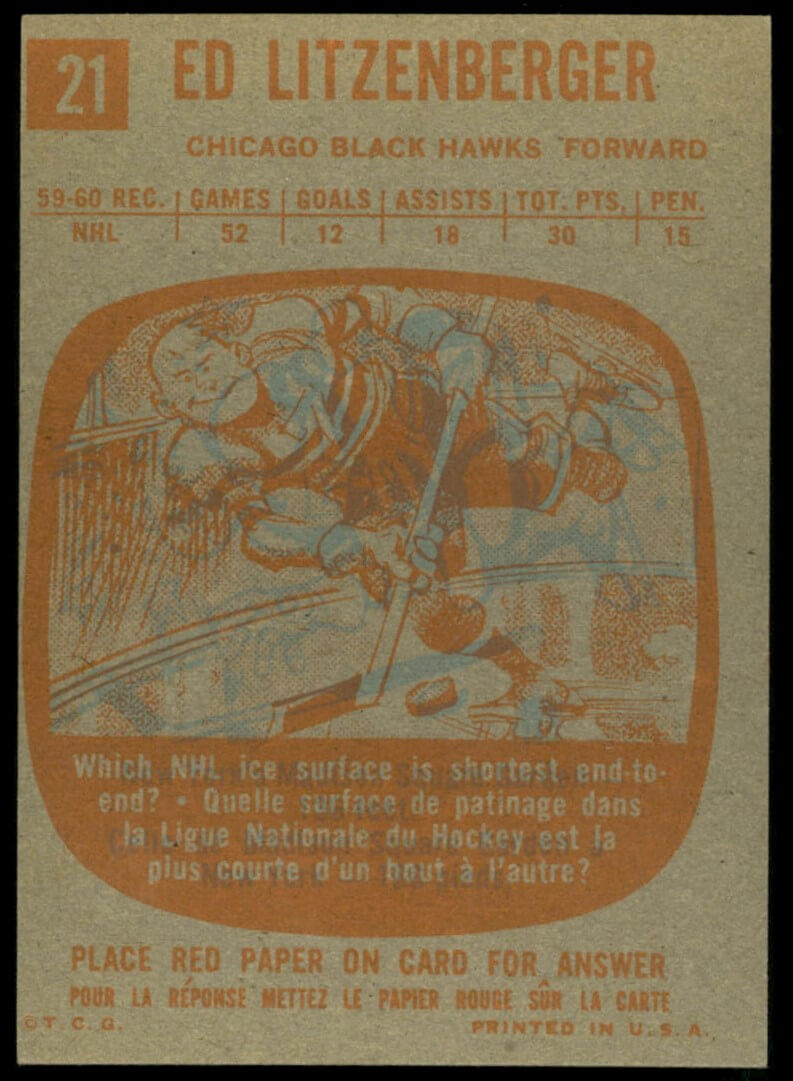 21
ED LITZENBERGER
CHICAGO BLACK HAWKS FORWARD
59-60 REC. GAMES GOALS ASSISTS TOT. PTS. PEN.
NHL 52 12 18 30 15
Which NHL ice surface is shortest end-to-
end? • Quelle surface de patinage dans
la Ligue Nationale du Hockey est la
plus courte d'un bout à l'autre?
PLACE RED PAPER ON CARD FOR ANSWER
POUR LA RÉPONSE METTEZ LE PAPIER ROUGE SÛR LA CARTE
©T.C.G. PRINTED IN U.S.A.